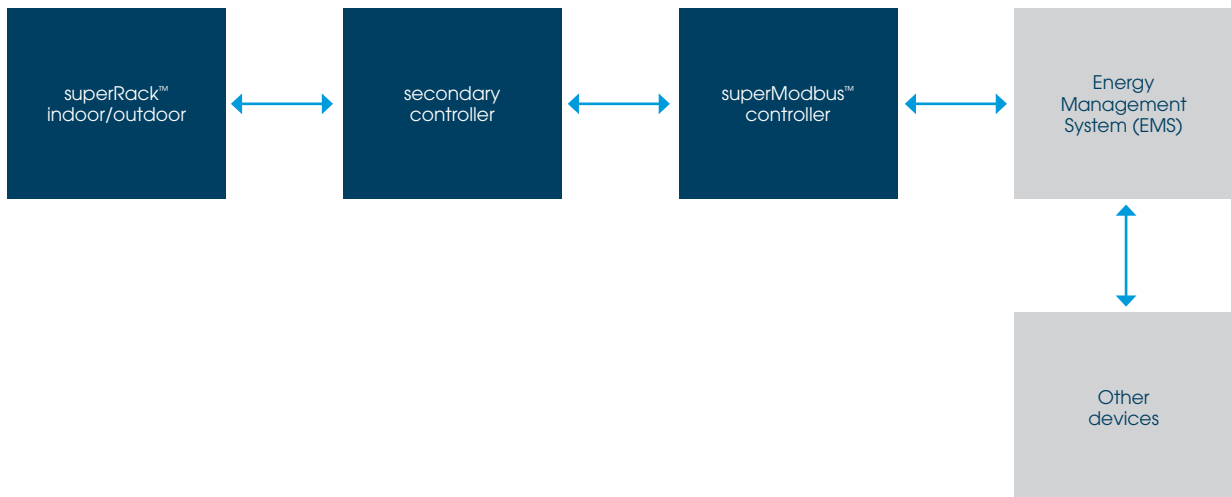 superRack™
indoor/outdoor
secondary
controller
superModbus™
controller
Energy
Management
System (EMS)
Other
devices